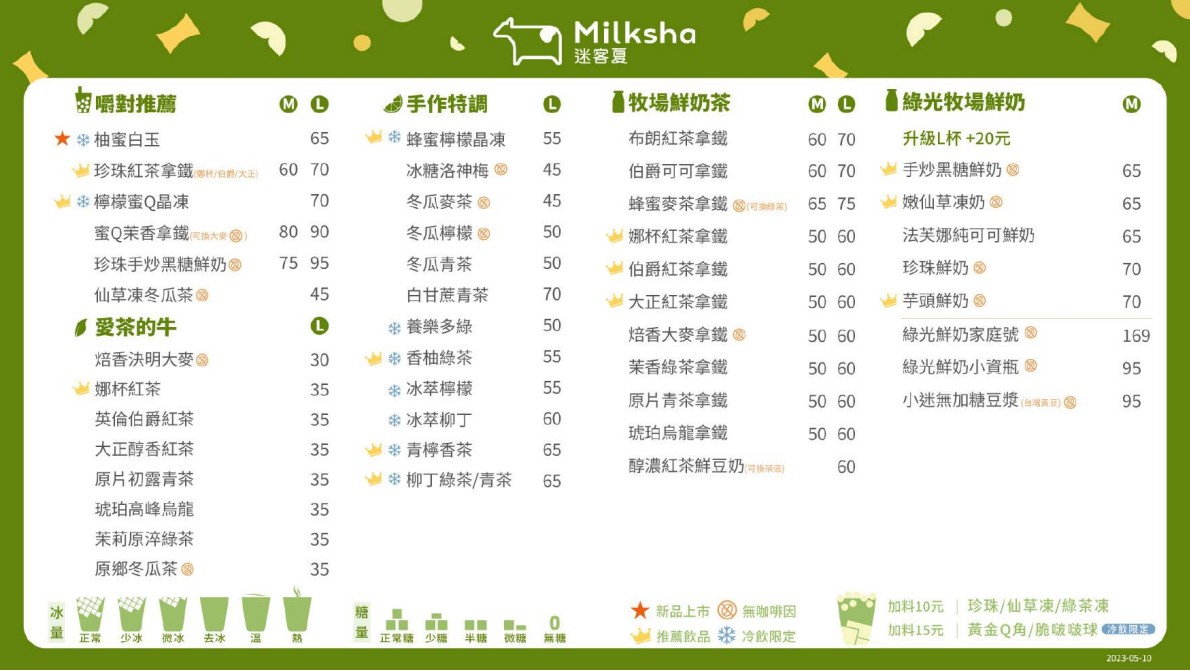 Milksha
迷客夏
嚼對推薦 M L
柚蜜白玉 65
珍珠紅茶拿鐵(娜杯/伯爵/大正) 60 70
檸檬蜜Q晶凍 70
蜜Q茉香拿鐵(可換大麥) 80 90
珍珠手炒黑糖鮮奶 75 95
仙草凍冬瓜茶 45
愛茶的牛 L
焙香決明大麥 30
娜杯紅茶 35
英倫伯爵紅茶 35
大正醇香紅茶 35
原片初露青茶 35
琥珀高峰烏龍 35
茉莉原淬綠茶 35
原鄉冬瓜茶 35
手作特調 L
蜂蜜檸檬晶凍 55
冰糖洛神梅 45
冬瓜麥茶 45
冬瓜檸檬 50
冬瓜青茶 50
白甘蔗青茶 70
養樂多綠 50
香柚綠茶 55
冰萃檸檬 55
冰萃柳丁 60
青檸香茶 65
柳丁綠茶/青茶 65
牧場鮮奶茶 M L
布朗紅茶拿鐵 60 70
伯爵可可拿鐵 60 70
蜂蜜麥茶拿鐵(可換綠茶) 65 75
娜杯紅茶拿鐵 50 60
伯爵紅茶拿鐵 50 60
大正紅茶拿鐵 50 60
焙香大麥拿鐵 50 60
茉香綠茶拿鐵 50 60
原片青茶拿鐵 50 60
琥珀烏龍拿鐵 50 60
醇濃紅茶鮮豆奶(可換茶底) 60
綠光牧場鮮奶 M
升級L杯 +20元
手炒黑糖鮮奶 65
嫩仙草凍奶 65
法芙娜純可可鮮奶 65
珍珠鮮奶 70
芋頭鮮奶 70
綠光鮮奶家庭號 169
綠光鮮奶小資瓶 95
小迷無加糖豆漿(台灣黃豆) 95
冰量 正常 少冰 微冰 去冰 溫 熱
糖量 正常糖 少糖 半糖 微糖 0 無糖
新品上市 無咖啡因
推薦飲品 冷飲限定
加料10元 | 珍珠/仙草凍/綠茶凍
加料15元 | 黃金Q角/脆啵啵球 冷飲限定
2023-05-10